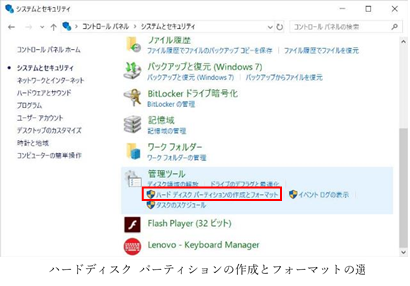 システムとセキュリティ
コントロール パネル > システムとセキュリティ
コントロール パネルの検索
コントロール パネル ホーム
システムとセキュリティ
ネットワークとインターネット
ハードウェアとサウンド
プログラム
ユーザー アカウント
デスクトップのカスタマイズ
時計と地域
コンピューターの簡単操作
ファイル履歴
ファイル履歴でファイルのバックアップ コピーを保存 ファイル履歴でファイルを復元
バックアップと復元 (Windows 7)
バックアップと復元 (Windows 7) バックアップからファイルを復元
BitLocker ドライブ暗号化
BitLocker の管理
記憶域
記憶域の管理
ワーク フォルダー
ワーク フォルダーの管理
管理ツール
ディスク領域の解放 ドライブのデフラグと最適化
ハード ディスク パーティションの作成とフォーマット イベント ログの表示
タスクのスケジュール
Flash Player (32 ビット)
Lenovo - Keyboard Manager
ハードディスク パーティションの作成とフォーマットの選